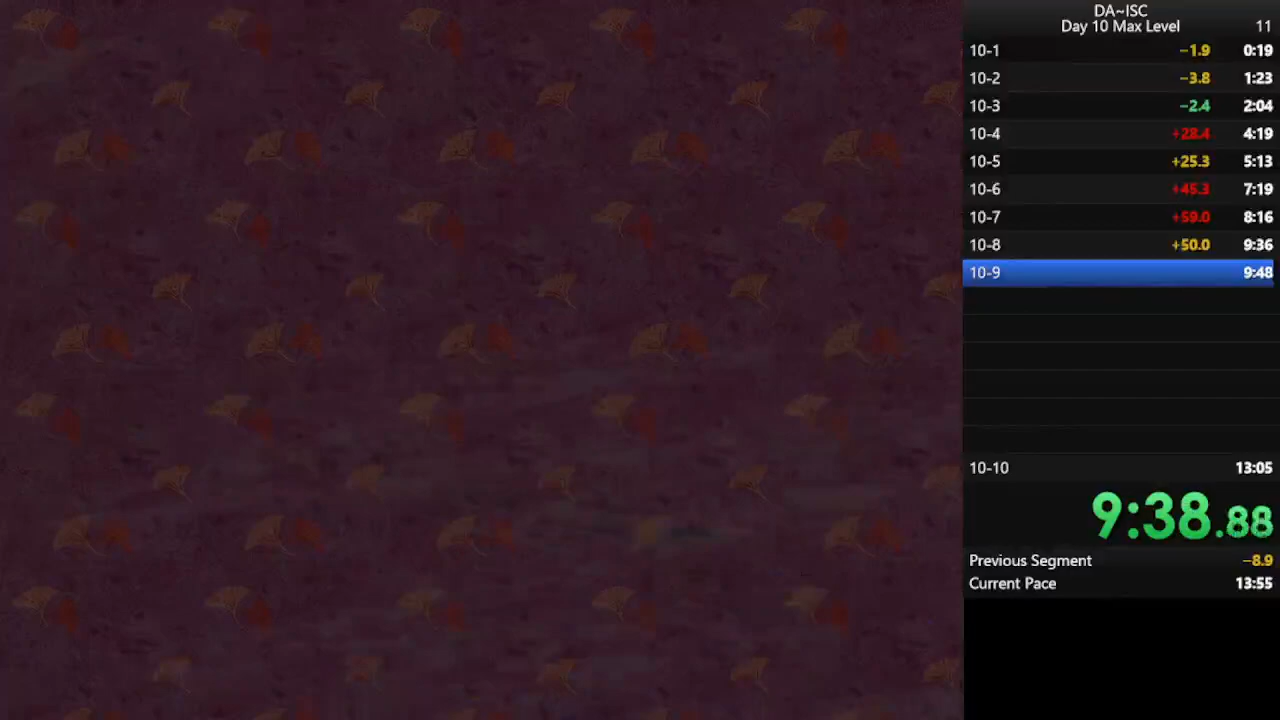 DA~ISC
Day 10 Max Level 11
10-1 −1.9 0:19
10-2 −3.8 1:23
10-3 −2.4 2:04
10-4 +28.4 4:19
10-5 +25.3 5:13
10-6 +45.3 7:19
10-7 +59.0 8:16
10-8 +50.0 9:36
10-9 9:48
10-10 13:05
9:38.88
Previous Segment −8.9
Current Pace 13:55